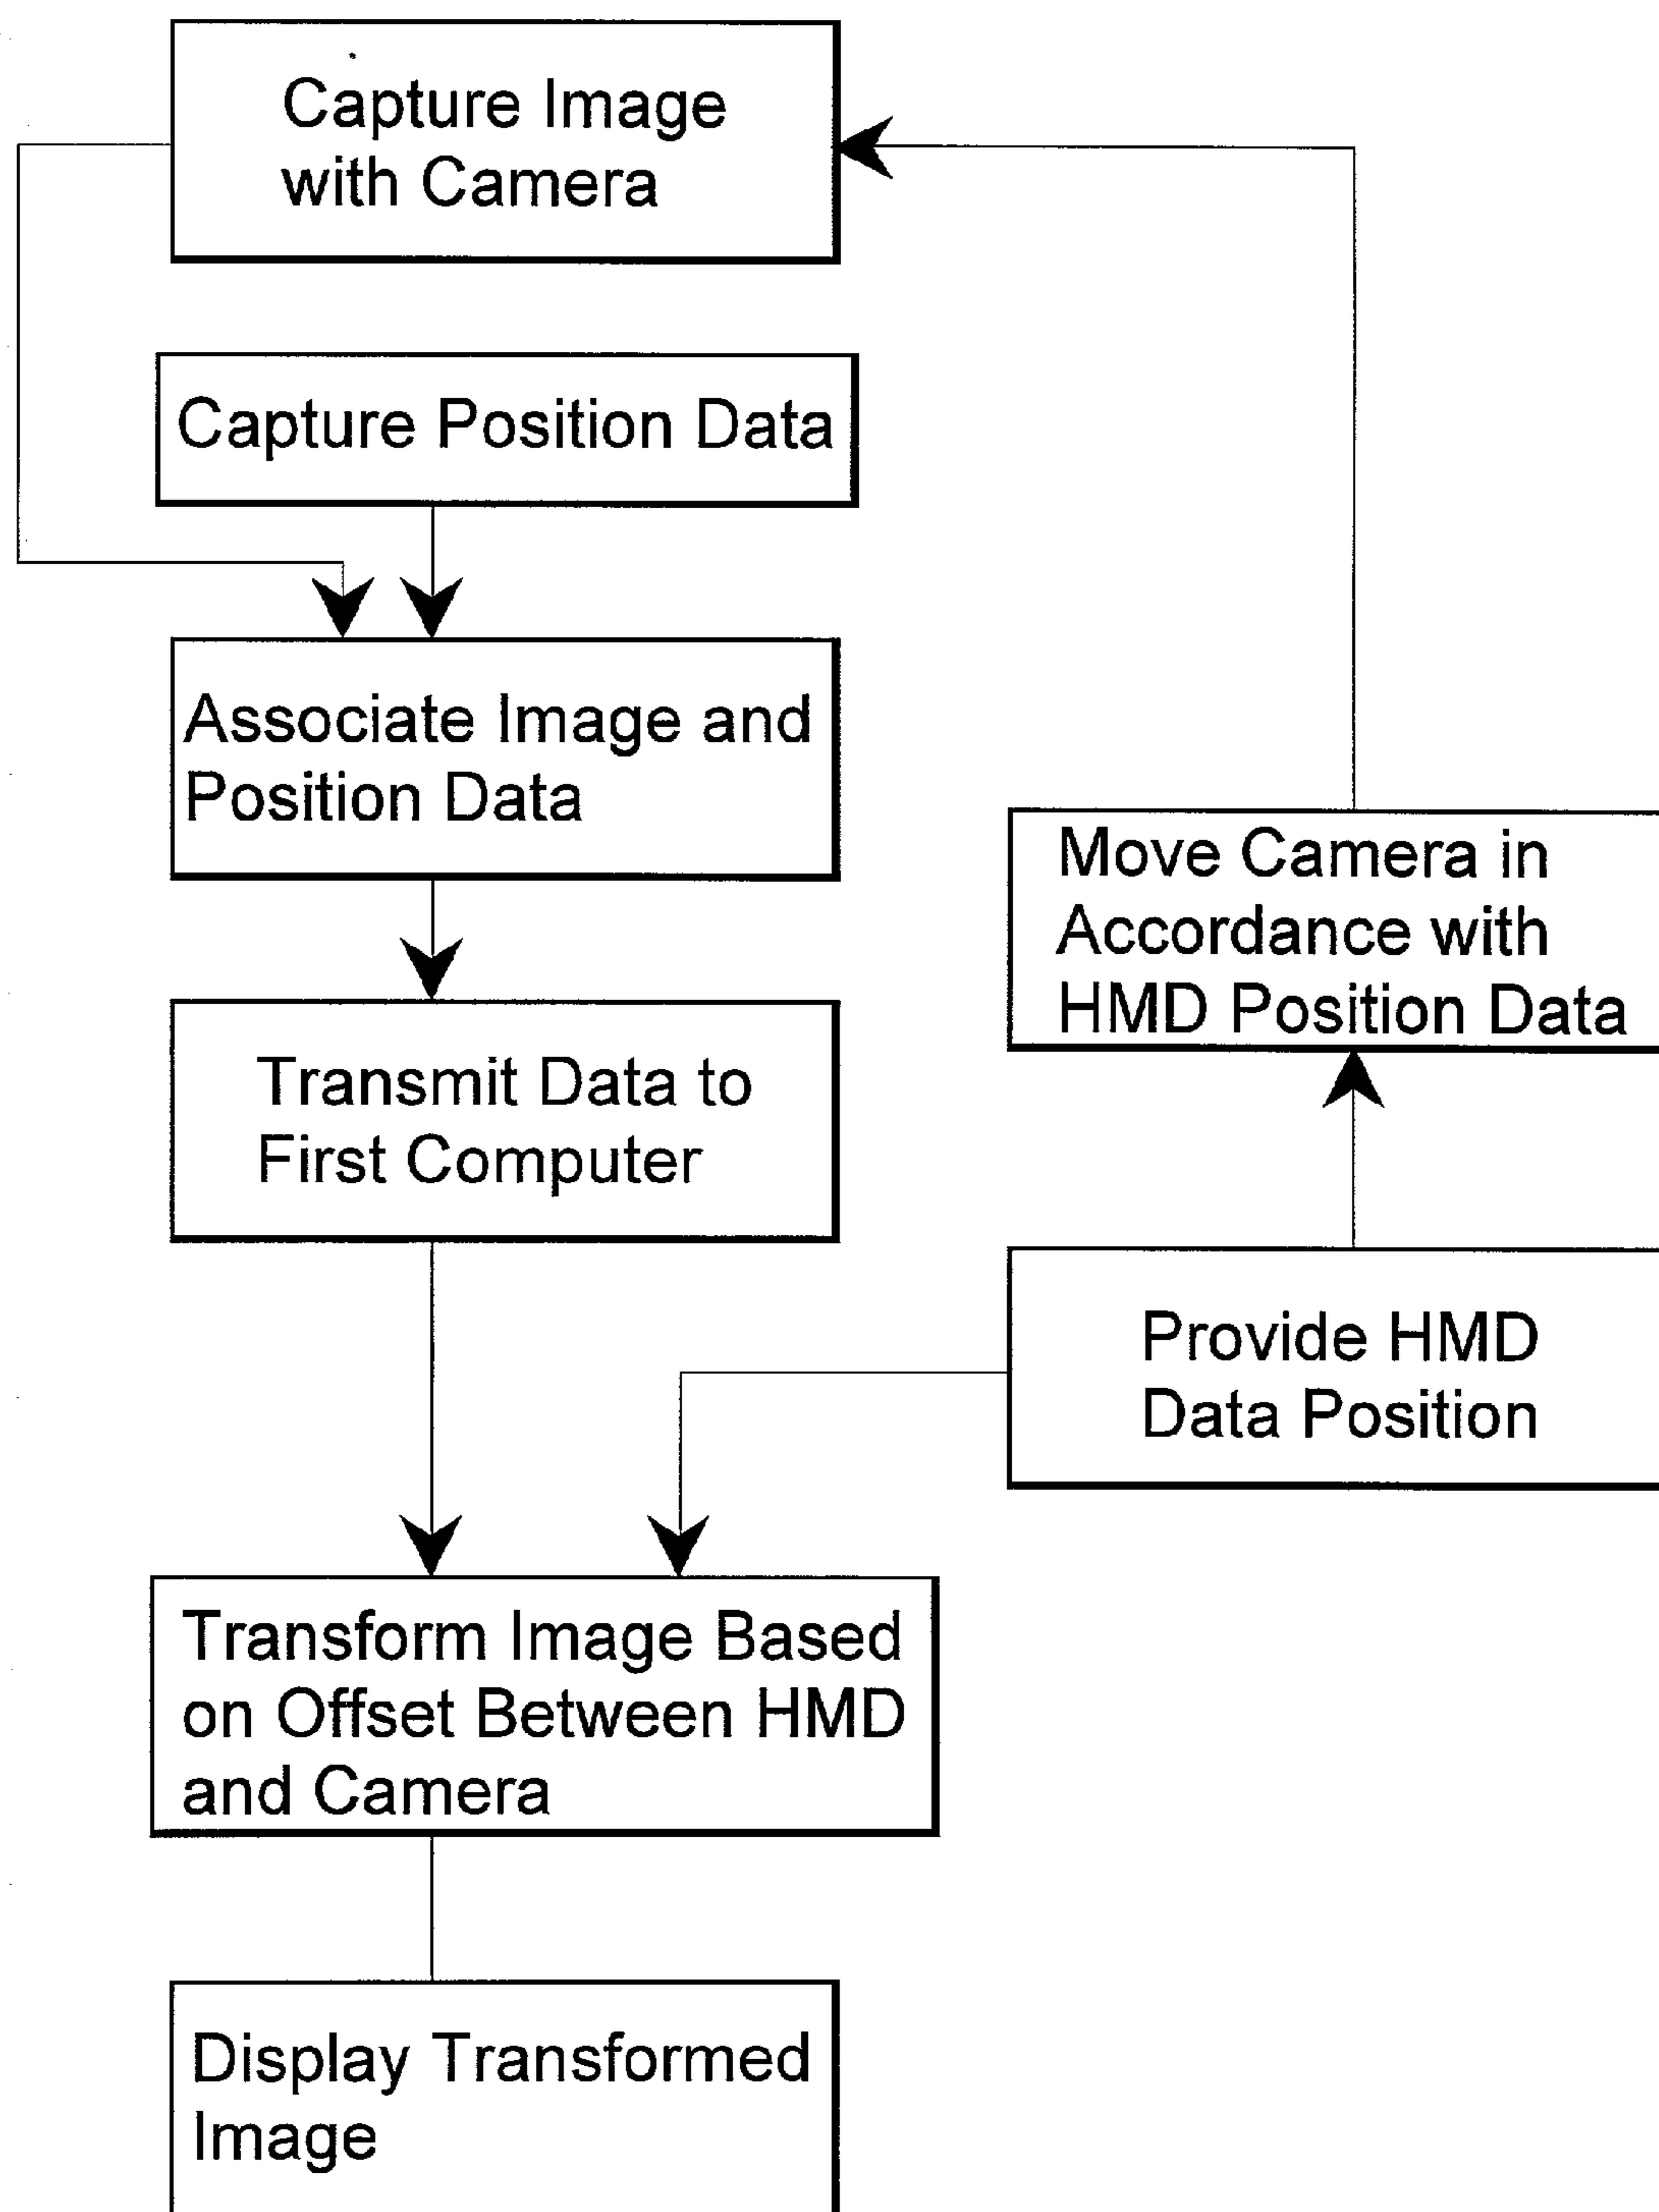 Capture Image
with Camera
Capture Position Data
Associate Image and
Position Data
Move Camera in
Accordance with
HMD Position Data
Transmit Data to
First Computer
Provide HMD
Data Position
Transform Image Based
on Offset Between HMD
and Camera
Display Transformed
Image